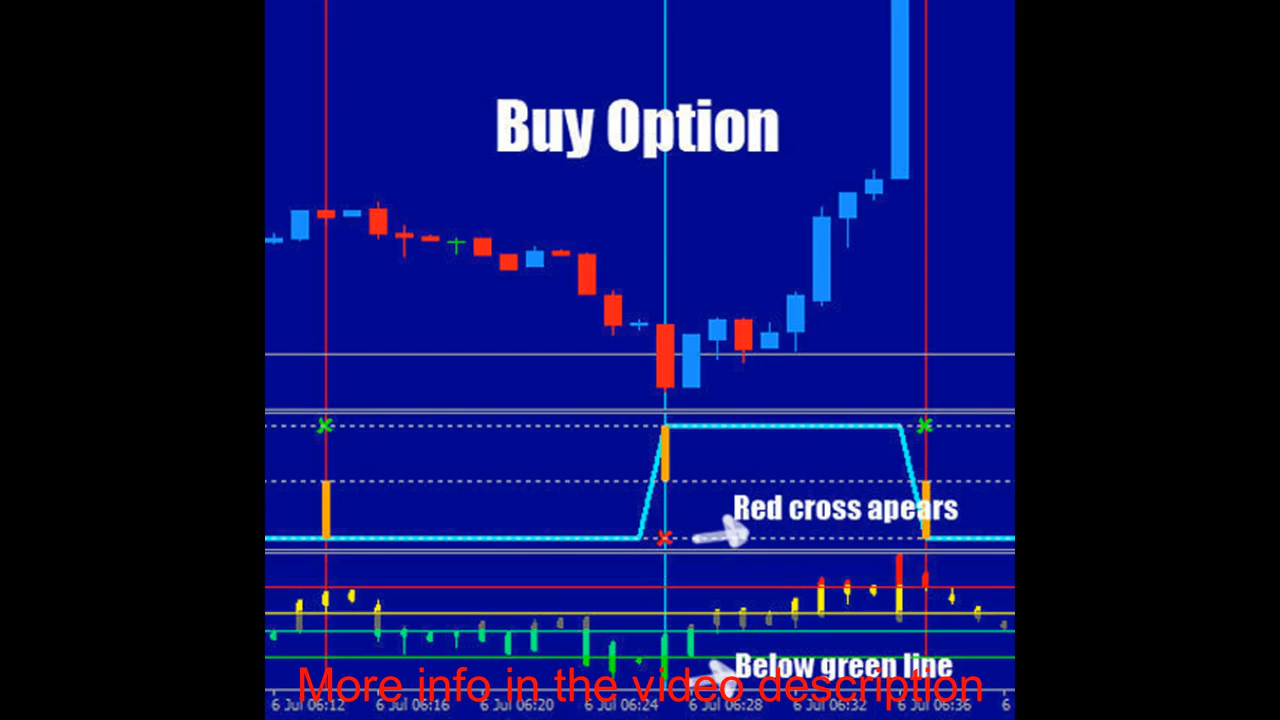 Buy Option
Red cross apears
Below green line
More info in the video description
6 Jul 06:12 6 Jul 06:16 6 Jul 06:20 6 Jul 06:24 6 Jul 06:28 6 Jul 06:32 6 Jul 06:36 6